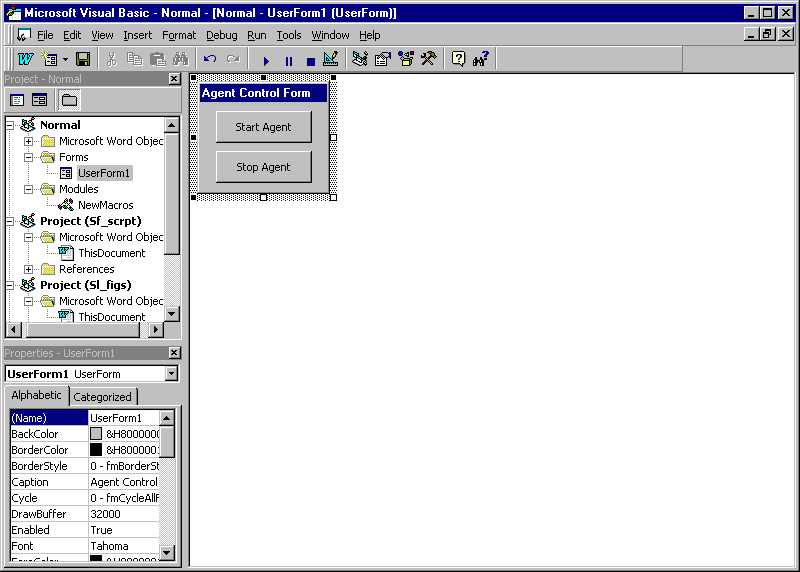 Microsoft Visual Basic - Normal - [Normal - UserForm1 (UserForm)]
File Edit View Insert Format Debug Run Tools Window Help
Project - Normal
Normal
Microsoft Word Objec
Forms
UserForm1
Modules
NewMacros
Project (Sf_scrpt)
Microsoft Word Objec
ThisDocument
References
Project (Sl_figs)
Microsoft Word Objec
ThisDocument
Agent Control Form
Start Agent
Stop Agent
Properties - UserForm1
UserForm1 UserForm
Alphabetic Categorized
(Name) UserForm1
BackColor &H8000000
BorderColor &H8000001
BorderStyle 0 - fmBorderSt
Caption Agent Control
Cycle 0 - fmCycleAllF
DrawBuffer 32000
Enabled True
Font Tahoma